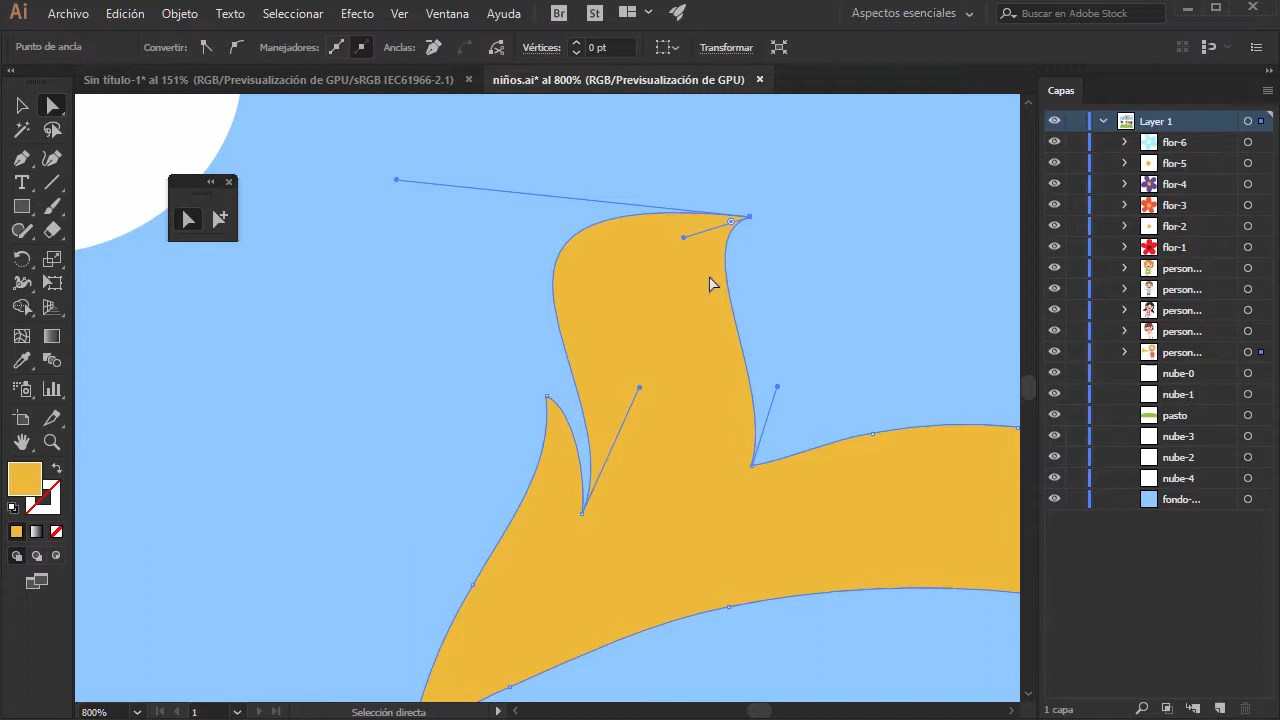 Ai Archivo Edición Objeto Texto Seleccionar Efecto Ver Ventana Ayuda Br St Aspectos esenciales Buscar en Adobe Stock
Punto de ancla Convertir: Manejadores: Anclas: Vértices: 0 pt Transformar
Sin título-1* al 151% (RGB/Previsualización de GPU/sRGB IEC61966-2.1) × niños.ai* al 800% (RGB/Previsualización de GPU) ×
Capas
Layer 1
flor-6
flor-5
flor-4
flor-3
flor-2
flor-1
person...
person...
person...
person...
person...
nube-0
nube-1
pasto
nube-3
nube-2
nube-4
fondo-...
800% 1 Selección directa
1 capa